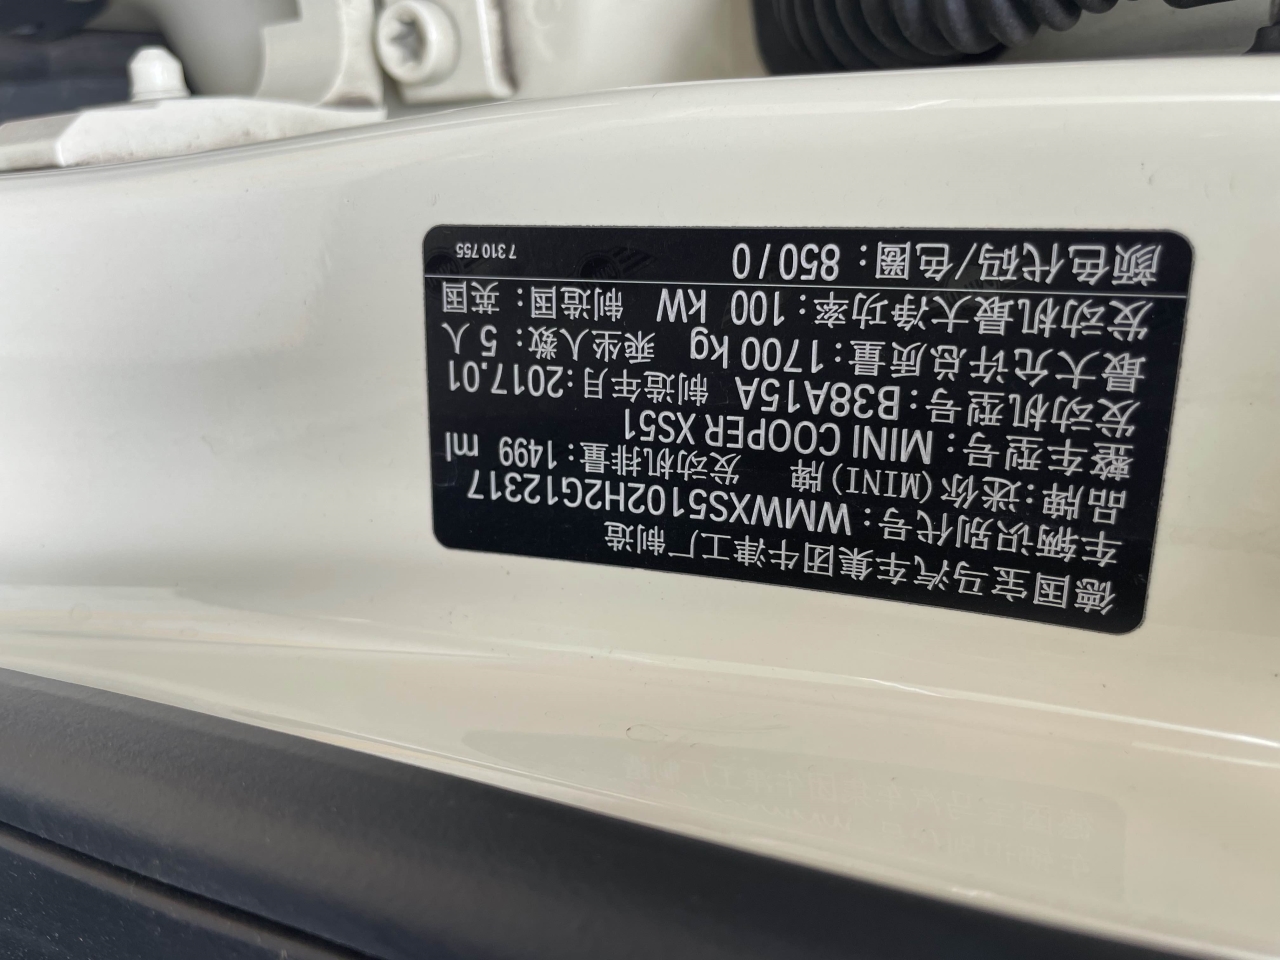 德国宝马汽车集团牛津工厂制造
车辆识别代号：WMWXS5102H2G12317
品牌：迷你(MINI)牌 发动机排量：1499 ml
整车型号：MINI COOPER XS51
发动机型号：B38A15A 制造年月：2017.01
最大允许总质量：1700 kg 乘坐人数：5 人
发动机最大净功率：100 kW 制造国：英国
颜色代码/色圈：850 / 0 7 310 755